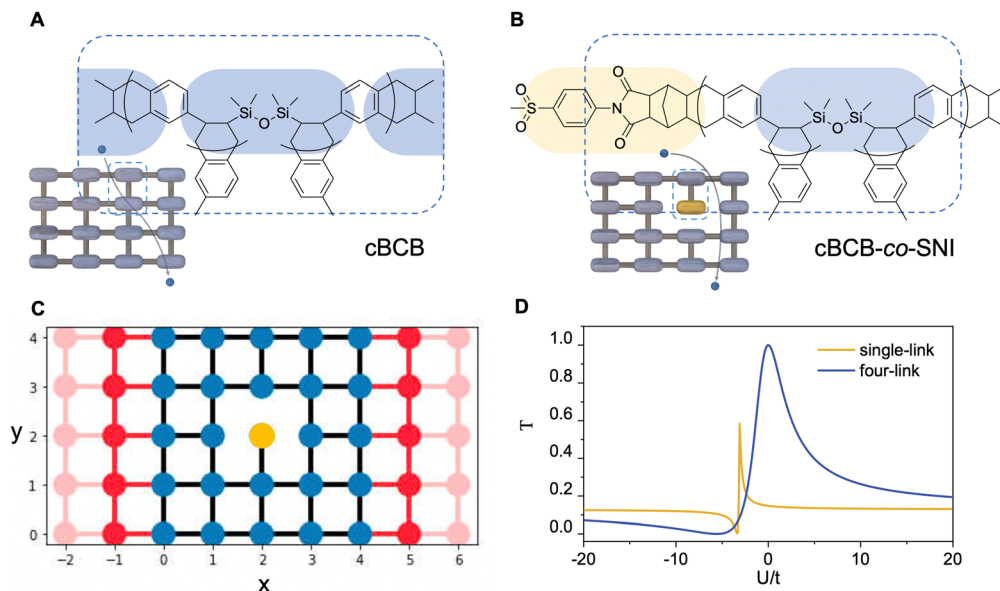 A
B
Si Si
O
cBCB
O
O
S
O
N
O
Si Si
O
cBCB-co-SNI
C
4
3
2
1
0
y
−2 −1 0 1 2 3 4 5 6
x
D
1.0
0.8
0.6
0.4
0.2
0.0
T
single-link
four-link
−20 −10 0 10 20
U/t